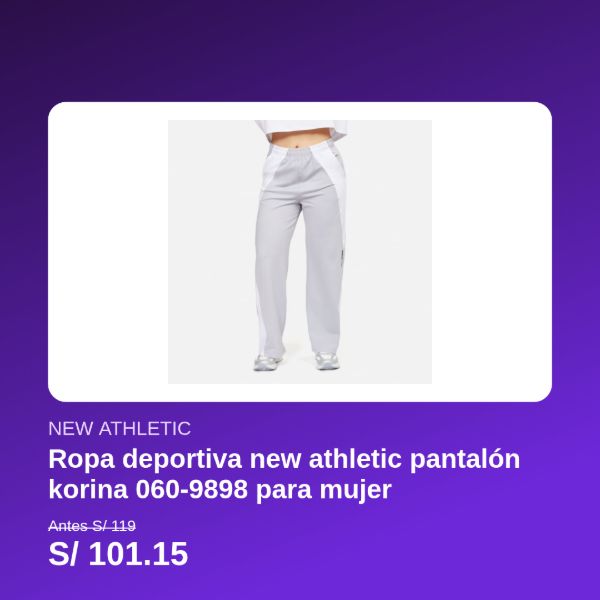 NEW ATHLETIC
Ropa deportiva new athletic pantalón
korina 060-9898 para mujer
Antes S/ 119
S/ 101.15